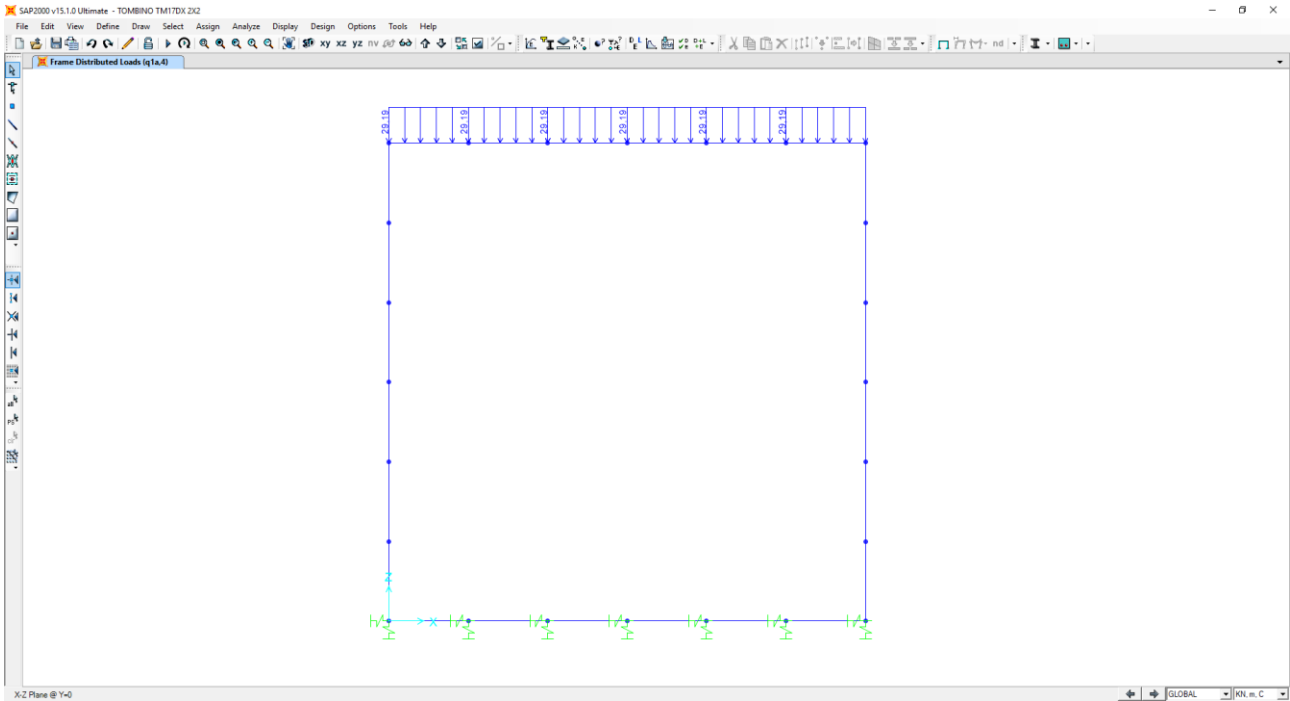 SAP2000 v15.1.0 Ultimate - TOMBINO TM17DX 2X2
File Edit View Define Draw Select Assign Analyze Display Design Options Tools Help
xy xz yz nv nd
Frame Distributed Loads (q1a,4)
29.19 29.19 29.19 29.19 29.19 29.19
Z
X
X-Z Plane @ Y=0
GLOBAL
KN, m, C